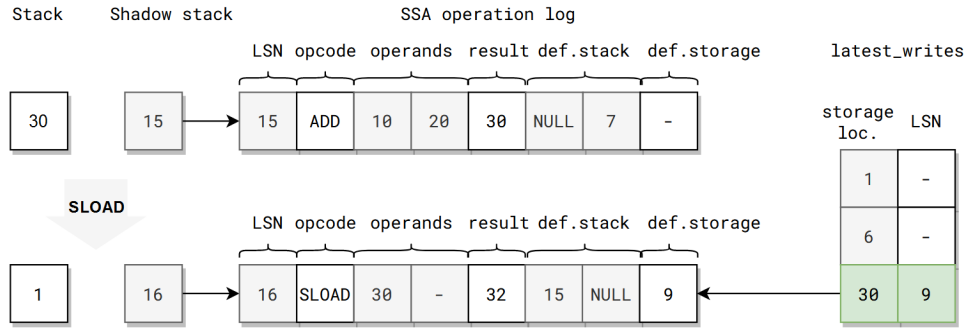 Stack Shadow stack SSA operation log
LSN opcode operands result def.stack def.storage latest_writes
30 15 15 ADD 10 20 30 NULL 7 -
storage loc. LSN
1 -
SLOAD
LSN opcode operands result def.stack def.storage
6 -
1 16 16 SLOAD 30 - 32 15 NULL 9 30 9